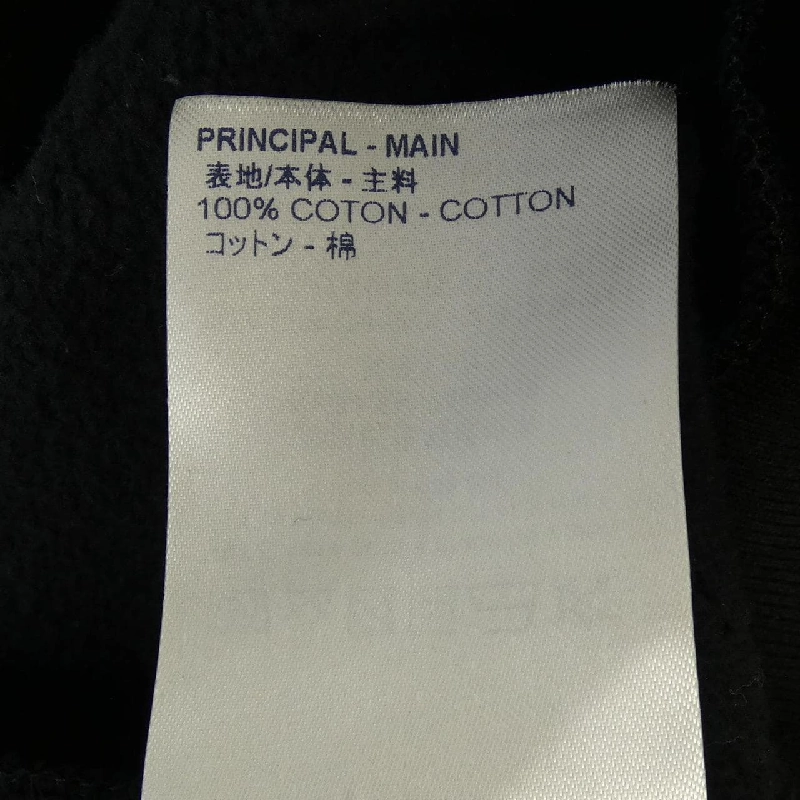 PRINCIPAL - MAIN
表地/本体 - 主料
100% COTON - COTTON
コットン - 棉